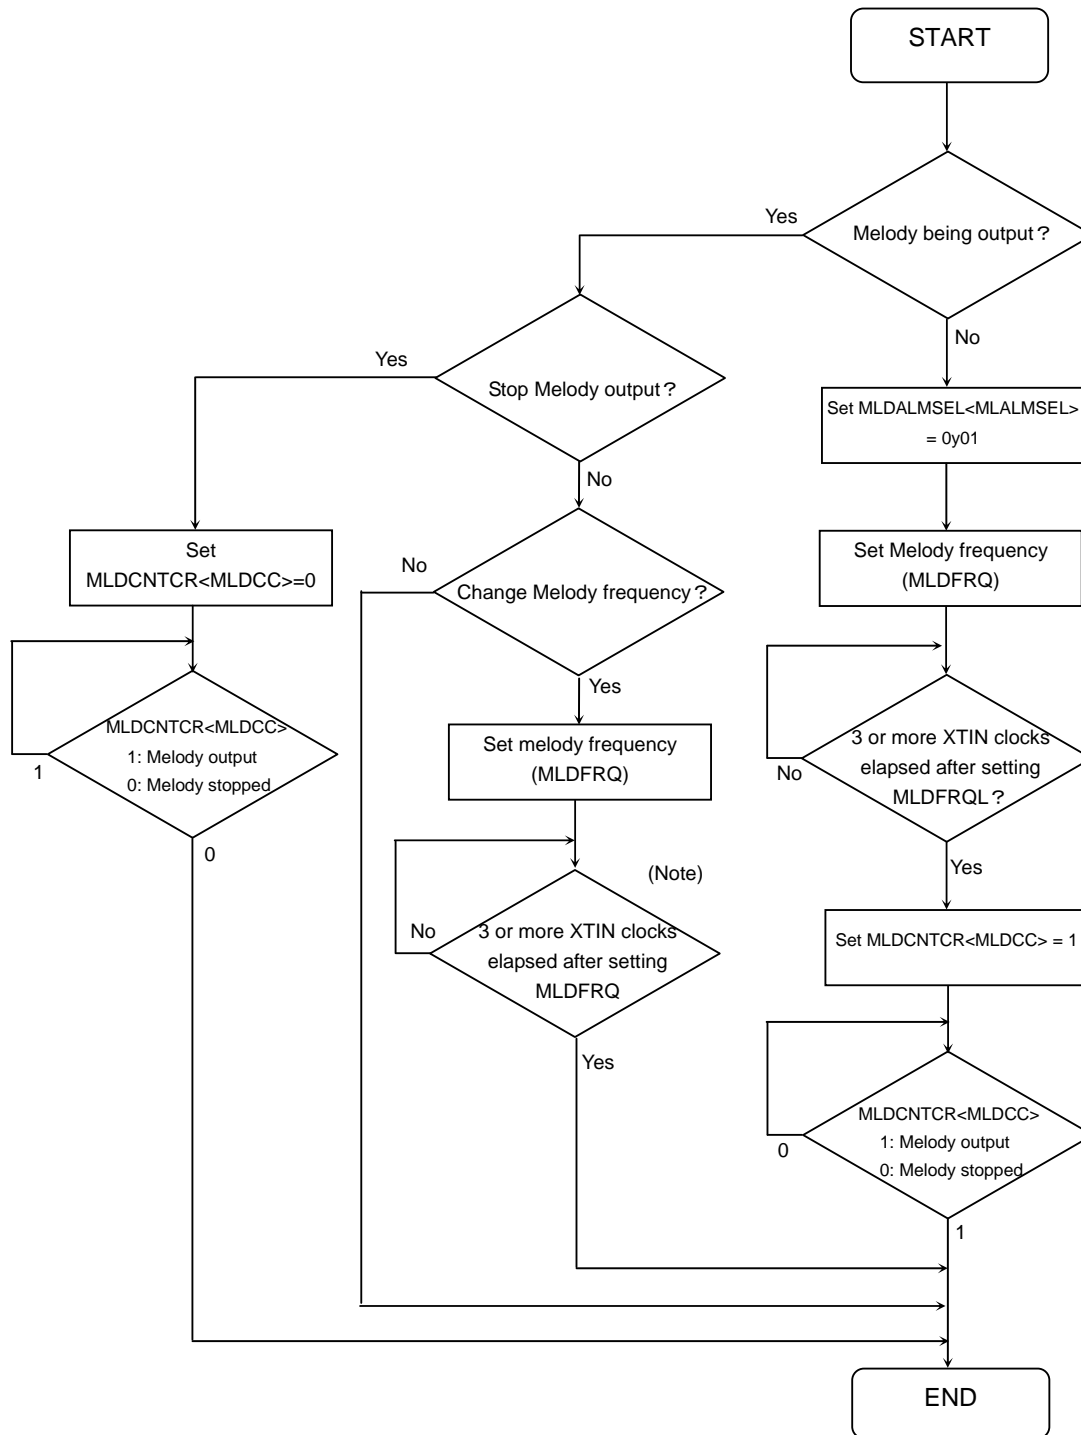 START
Yes
Melody being output？
No
Yes
Stop Melody output？
Set MLDALMSEL<MLALMSEL>
= 0y01
No
Set
MLDCNTCR<MLDCC>=0
No
Change Melody frequency？
Set Melody frequency
(MLDFRQ)
Yes
MLDCNTCR<MLDCC>
1: Melody output
0: Melody stopped
1
0
Set melody frequency
(MLDFRQ)
3 or more XTIN clocks
elapsed after setting
MLDFRQL？
No
Yes
(Note)
No
3 or more XTIN clocks
elapsed after setting
MLDFRQ
Yes
Set MLDCNTCR<MLDCC> = 1
MLDCNTCR<MLDCC>
1: Melody output
0: Melody stopped
0
1
END